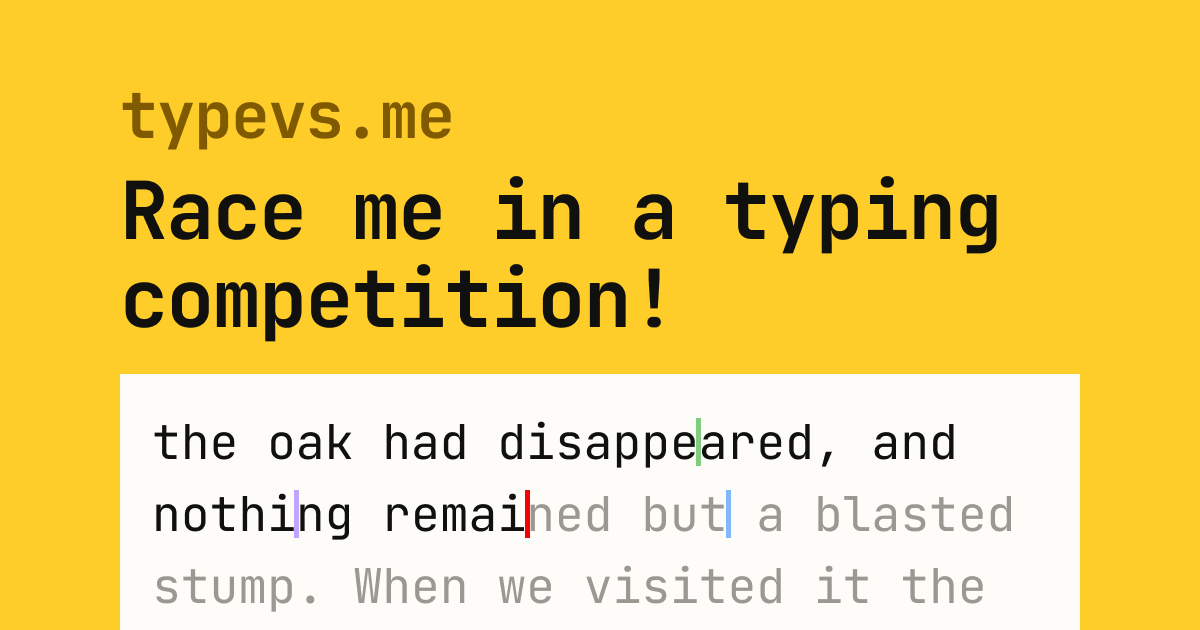 typevs.me
Race me in a typing
competition!
the oak had disappeared, and
nothing remained but a blasted
stump. When we visited it the